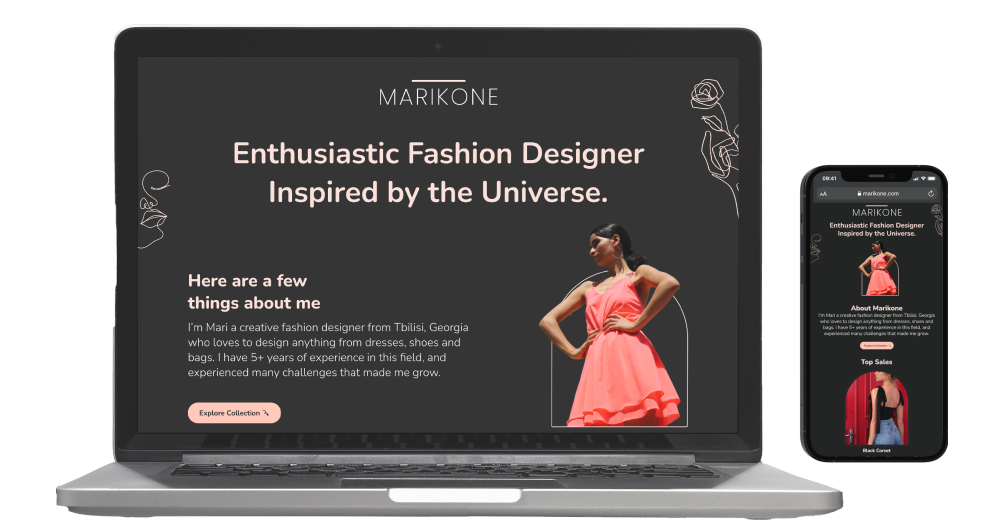 MARIKONE
Enthusiastic Fashion Designer
Inspired by the Universe.
Here are a few
things about me
I'm Mari a creative fashion designer from Tbilisi, Georgia
who loves to design anything from dresses, shoes and
bags. I have 5+ years of experience in this field, and
experienced many challenges that made me grow.
Explore Collection
09:41
AA
marikone.com
MARIKONE
Enthusiastic Fashion Designer
Inspired by the Universe.
About Marikone
I'm Mari a creative fashion designer from Tbilisi, Georgia
who loves to design anything from dresses, shoes and
bags. I have 5+ years of experience in this field, and
experienced many challenges that made me grow.
Explore Collection
Top Sales
Black Corset